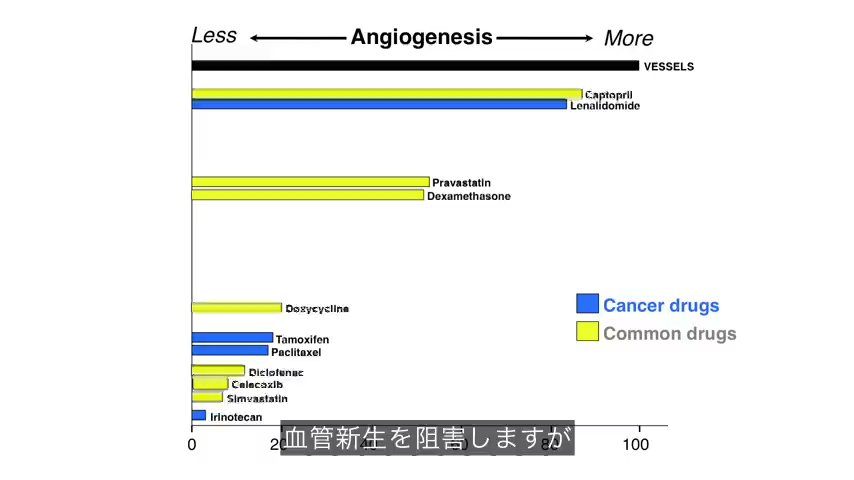 Less Angiogenesis More
VESSELS
Captopril
Lenalidomide
Pravastatin
Dexamethasone
Cancer drugs
Common drugs
Doxycycline
Tamoxifen
Paclitaxel
Diclofenac
Celecoxib
Simvastatin
Irinotecan
血管新生を阻害しますが
0 100